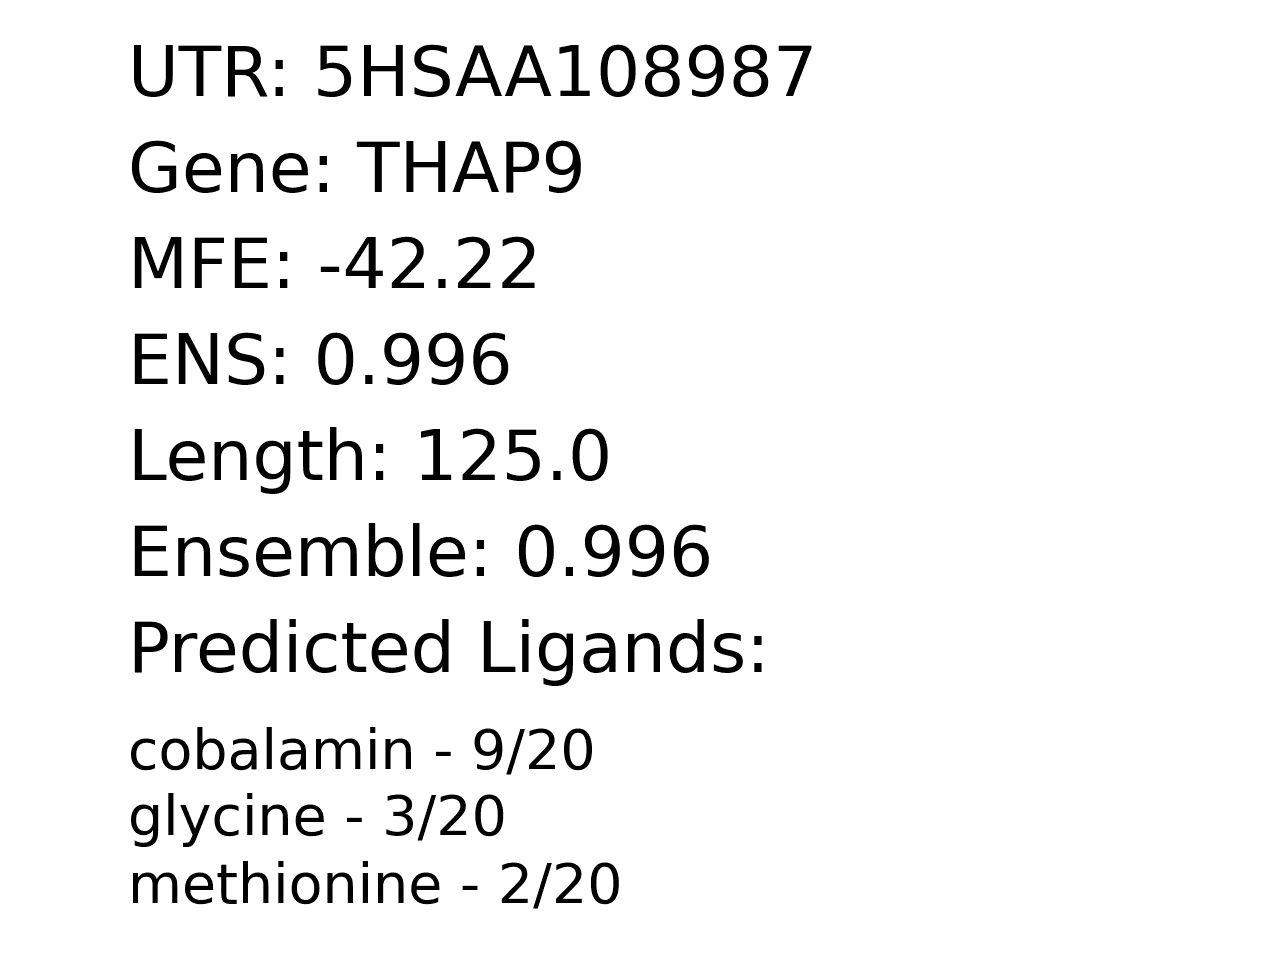 UTR: 5HSAA108987
Gene: THAP9
MFE: -42.22
ENS: 0.996
Length: 125.0
Ensemble: 0.996
Predicted Ligands:
cobalamin - 9/20
glycine - 3/20
methionine - 2/20